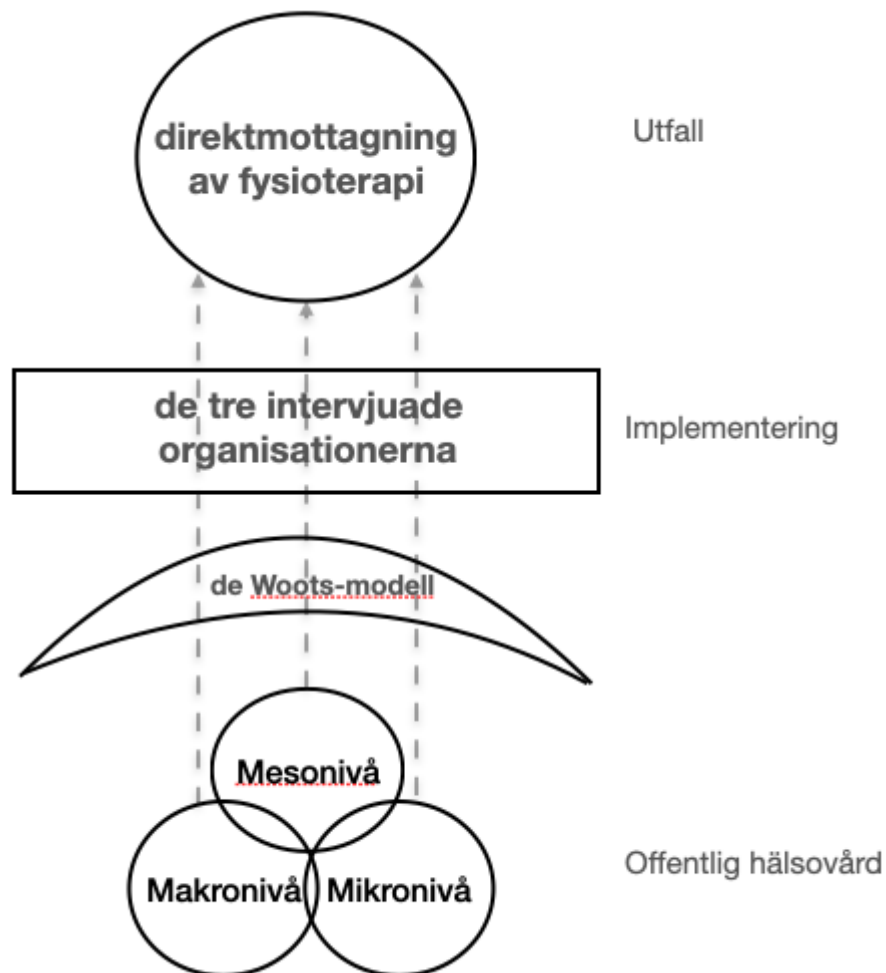 direktmottagning
av fysioterapi
Utfall
de tre intervjuade
organisationerna
Implementering
de Woots-modell
Mesonivå
Makronivå
Mikronivå
Offentlig hälsovård